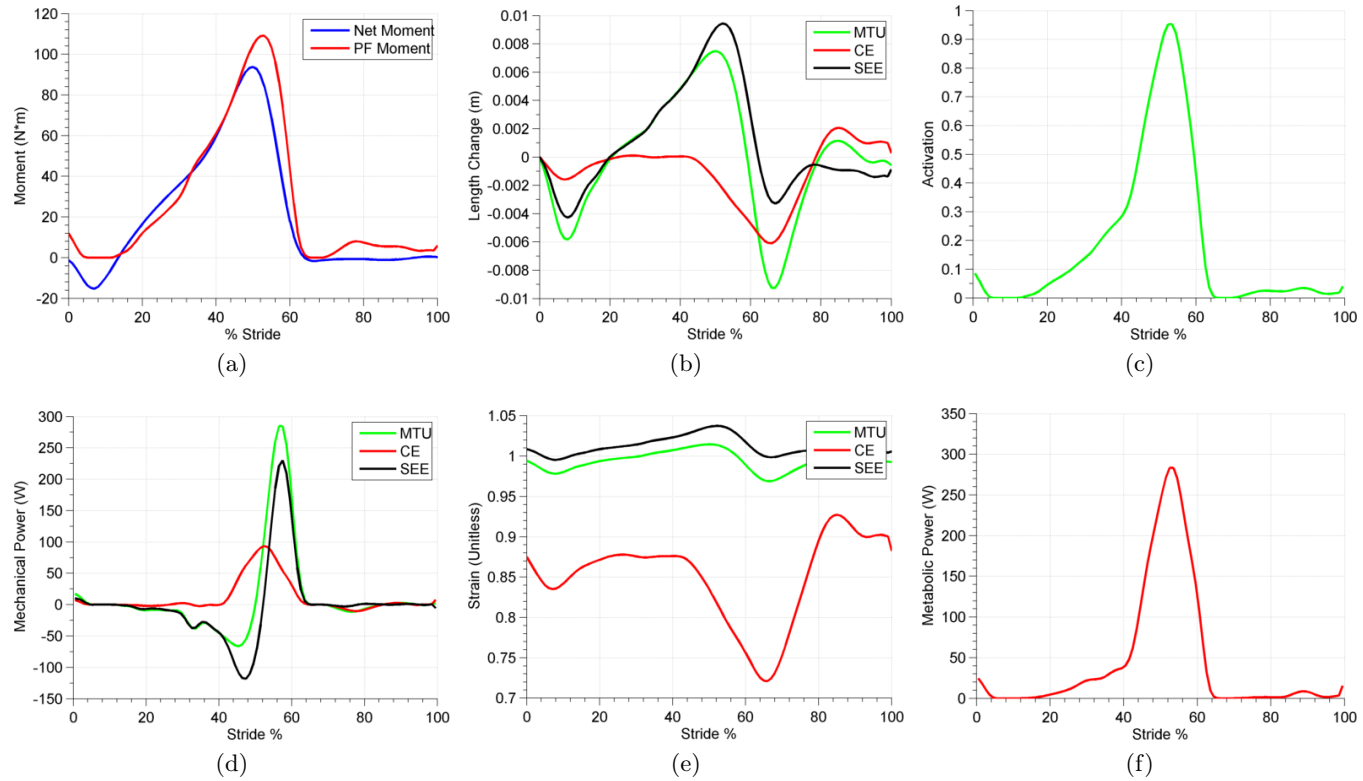 120
100
80
60
40
20
0
-20
Moment (N*m)
Net Moment
PF Moment
0 20 40 60 80 100
% Stride
(a)
0.01
0.008
0.006
0.004
0.002
0
-0.002
-0.004
-0.006
-0.008
-0.01
Length Change (m)
MTU
CE
SEE
0 20 40 60 80 100
Stride %
(b)
1
0.9
0.8
0.7
0.6
0.5
0.4
0.3
0.2
0.1
0
Activation
0 20 40 60 80 100
Stride %
(c)
300
250
200
150
100
50
0
-50
-100
-150
Mechanical Power (W)
MTU
CE
SEE
0 20 40 60 80 100
Stride %
(d)
1.05
1
0.95
0.9
0.85
0.8
0.75
0.7
Strain (Unitless)
MTU
CE
SEE
0 20 40 60 80 100
Stride %
(e)
350
300
250
200
150
100
50
0
Metabolic Power (W)
0 20 40 60 80 100
Stride %
(f)